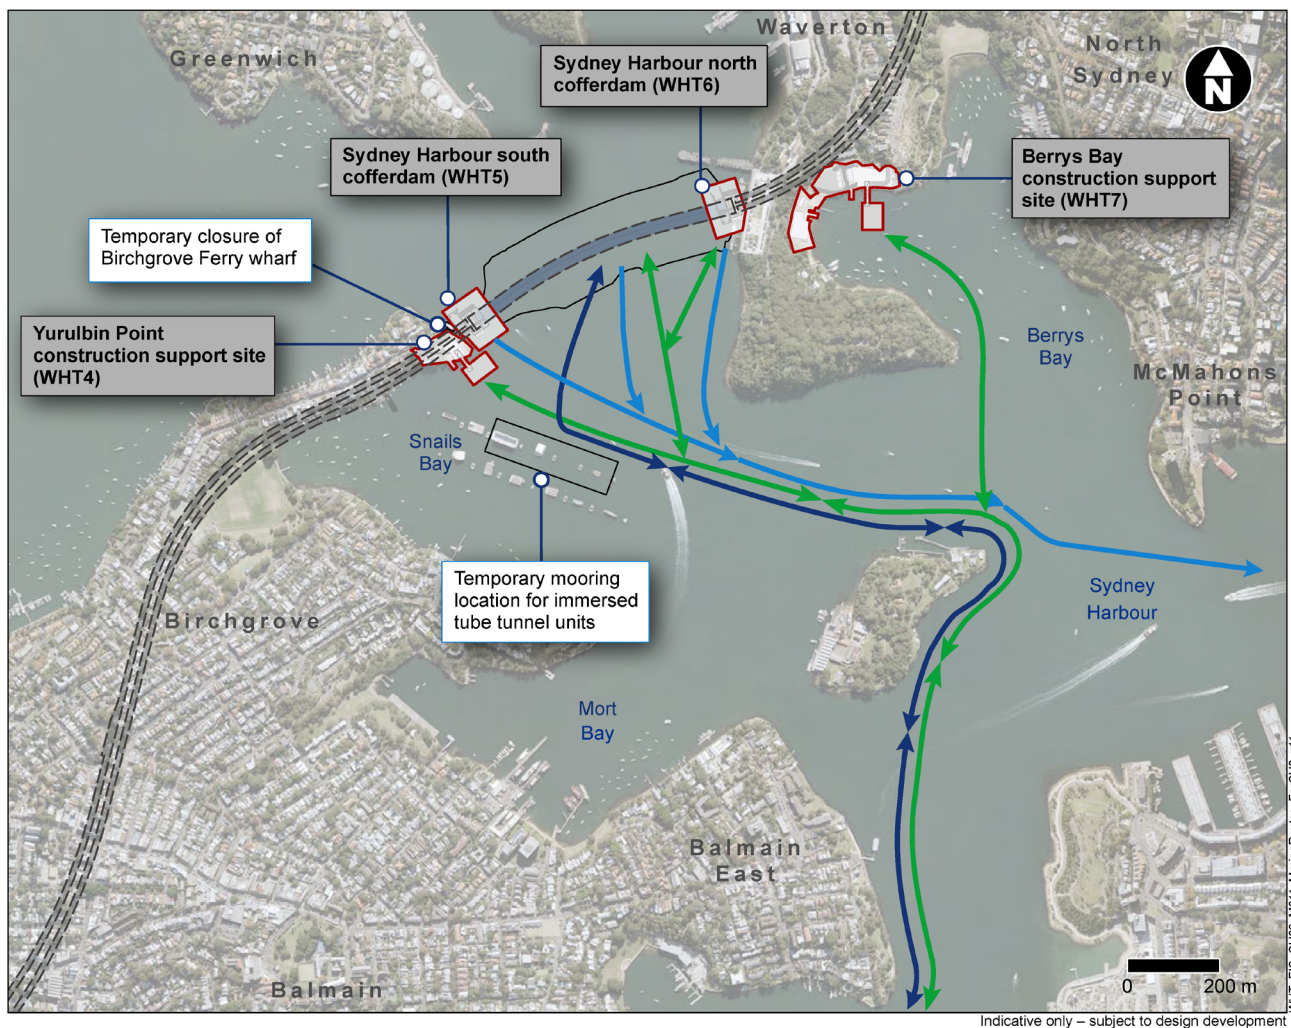 Waverton
North
Sydney
Greenwich
N
Sydney Harbour north
cofferdam (WHT6)
Sydney Harbour south
cofferdam (WHT5)
Berrys Bay
construction support
site (WHT7)
Temporary closure of
Birchgrove Ferry wharf
Yurulbin Point
construction support site
(WHT4)
Berrys
Bay
McMahons
Point
Snails
Bay
Temporary mooring
location for immersed
tube tunnel units
Sydney
Harbour
Birchgrove
Mort
Bay
Balmain
East
Balmain
0 200 m
Indicative only – subject to design development